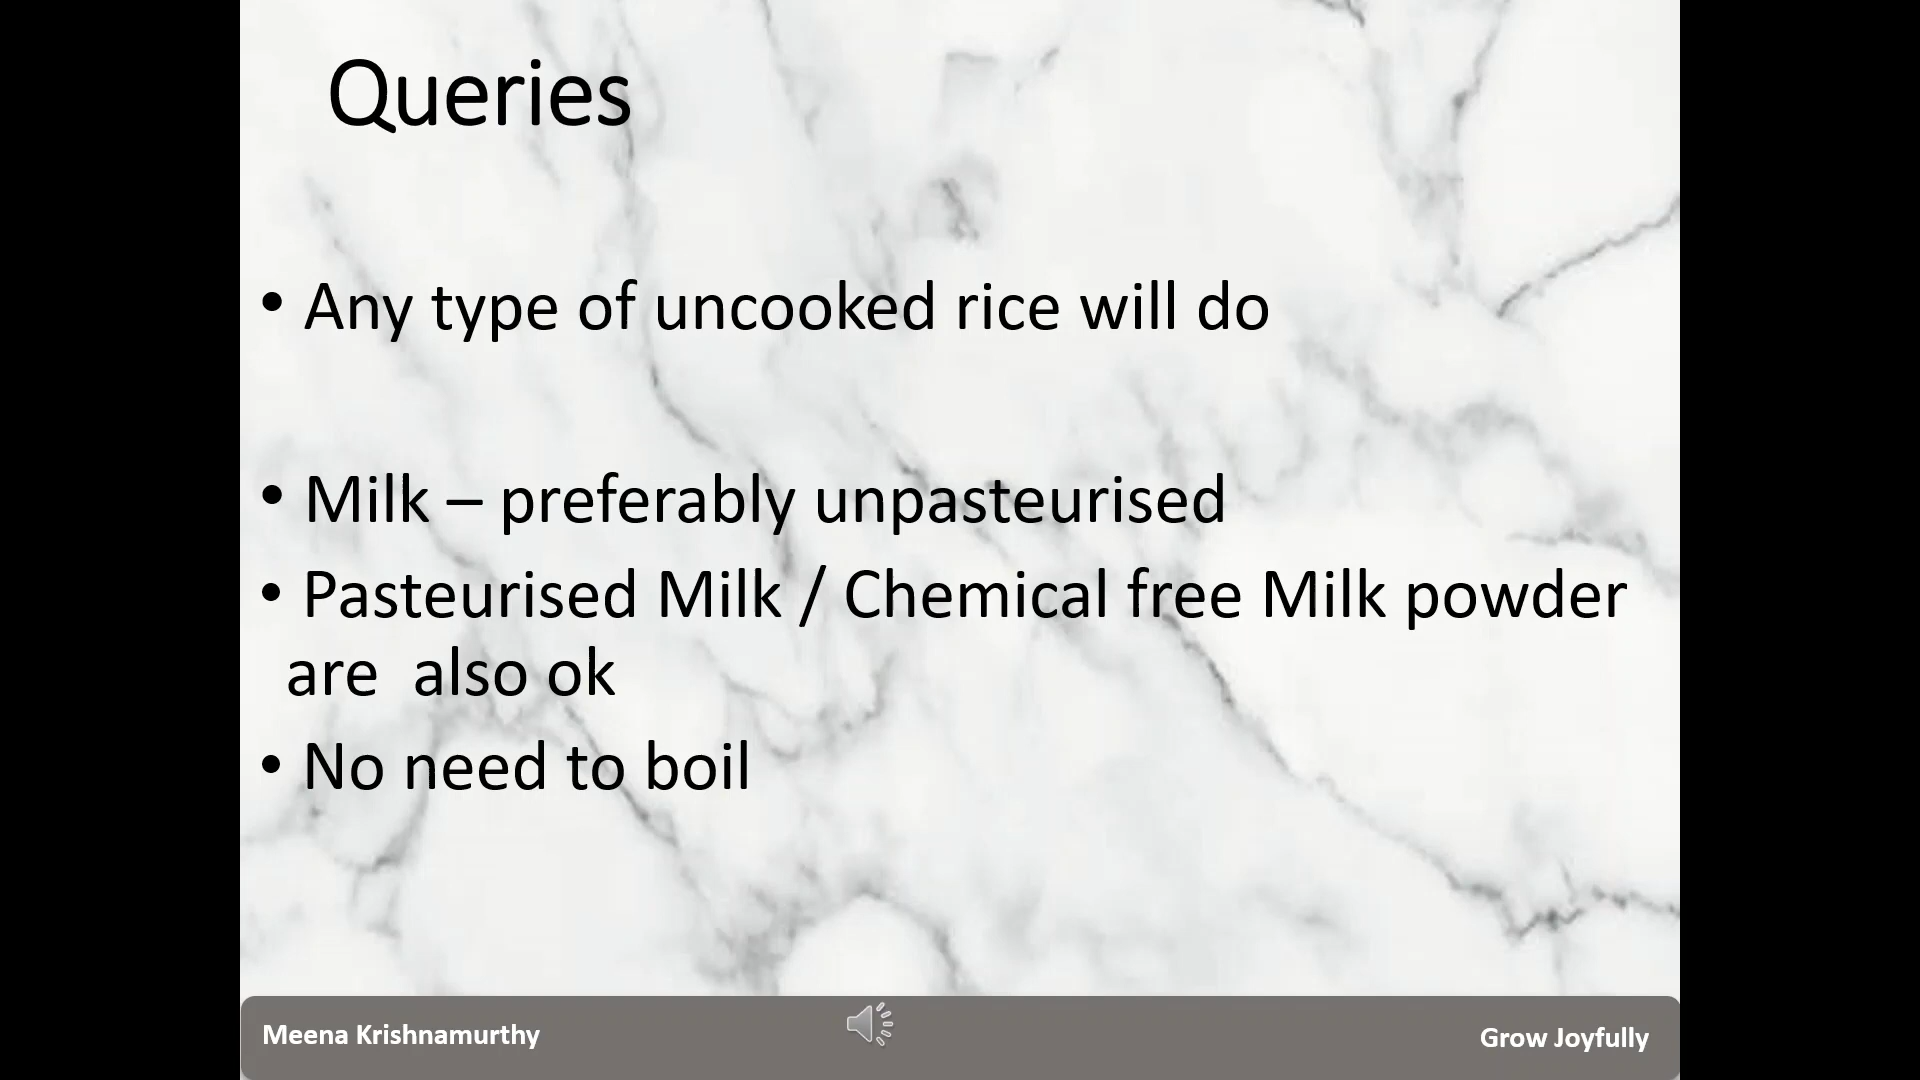 Queries
• Any type of uncooked rice will do
• Milk – preferably unpasteurised
• Pasteurised Milk / Chemical free Milk powder
are also ok
• No need to boil
Meena Krishnamurthy
Grow Joyfully